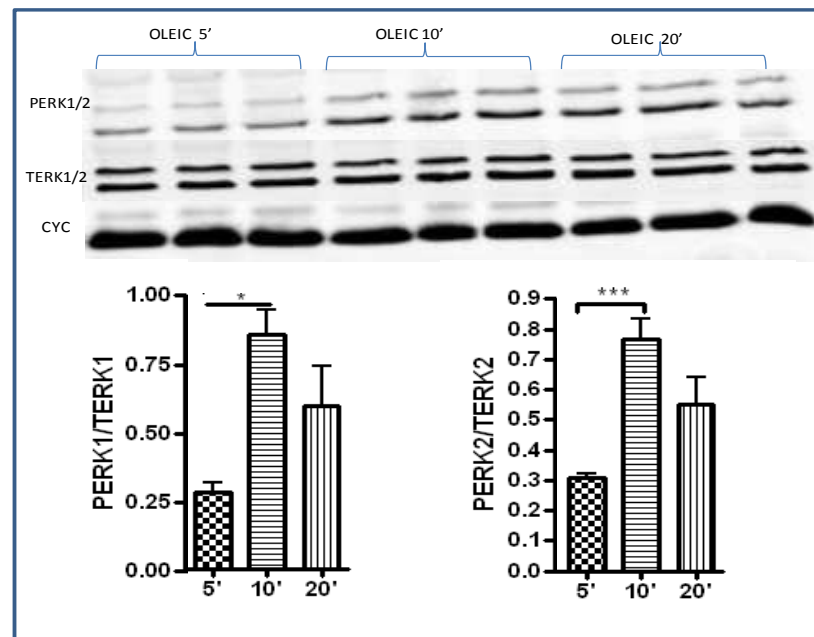 OLEIC 5' OLEIC 10' OLEIC 20'
PERK1/2
TERK1/2
CYC
PERK1/TERK1
1.00
0.75
0.50
0.25
0.00
*
5' 10' 20'
PERK2/TERK2
0.9
0.8
0.7
0.6
0.5
0.4
0.3
0.2
0.1
0.0
***
5' 10' 20'